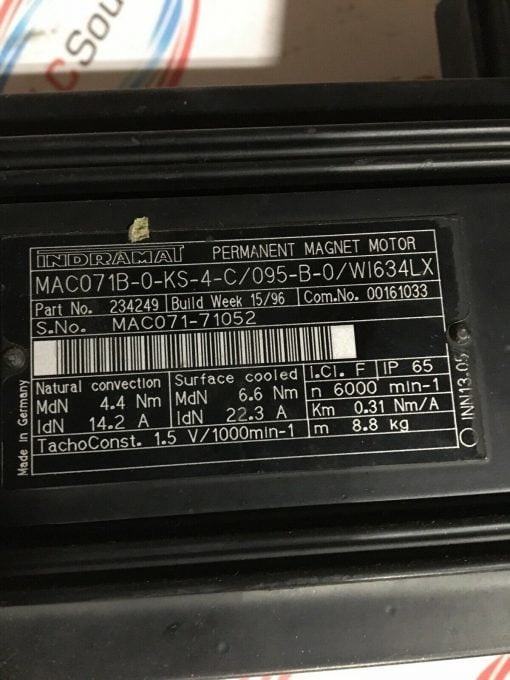 INDRAMAT PERMANENT MAGNET MOTOR
MAC071B-0-KS-4-C/095-B-0/WI634LX
Part No. 234249 Build Week 15/96 Com.No. 00161033
S.No. MAC071-71052
Natural convection
MdN 4.4 Nm
IdN 14.2 A
Surface cooled
MdN 6.6 Nm
IdN 22.3 A
I.Cl. F IP 65
n 6000 min-1
Km 0.31 Nm/A
TachoConst. 1.5 V/1000min-1
m 8.8 kg
Made in Germany
INN13.05